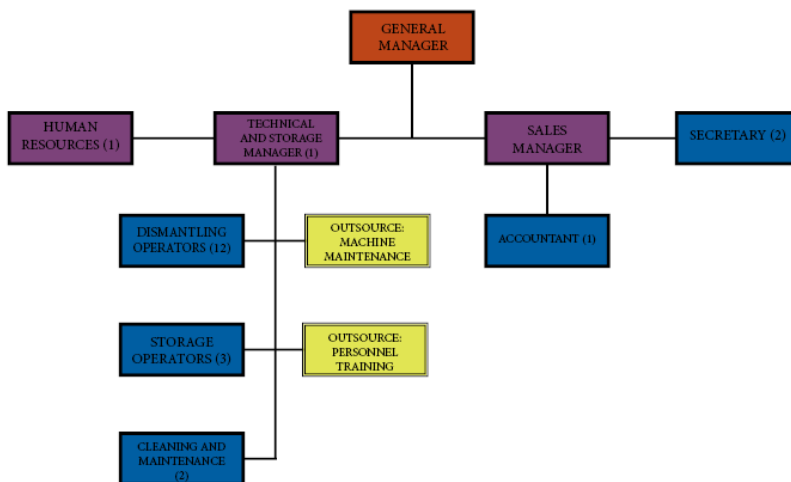 GENERAL
MANAGER
HUMAN
RESOURCES (1)
TECHNICAL
AND STORAGE
MANAGER (1)
SALES
MANAGER
SECRETARY (2)
DISMANTLING
OPERATORS (12)
OUTSOURCE:
MACHINE
MAINTENANCE
ACCOUNTANT (1)
STORAGE
OPERATORS (3)
OUTSOURCE:
PERSONNEL
TRAINING
CLEANING AND
MAINTENANCE
(2)